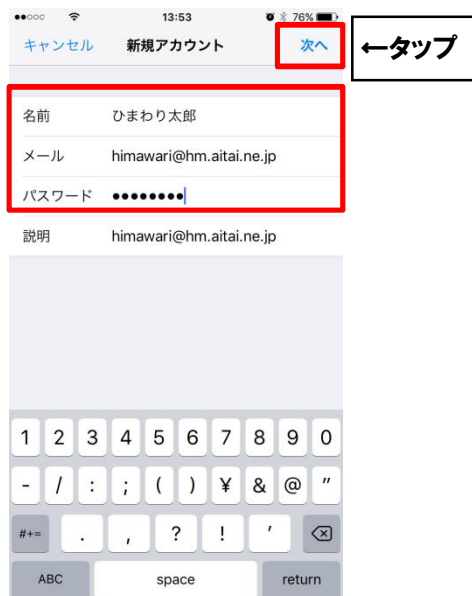 13:53 76%
キャンセル 新規アカウント 次へ
←タップ
名前 ひまわり太郎
メール himawari@hm.aitai.ne.jp
パスワード ●●●●●●●●
説明 himawari@hm.aitai.ne.jp
1 2 3 4 5 6 7 8 9 0
- / : ; ( ) ¥ & @ "
#+= . , ? ! '
ABC space return